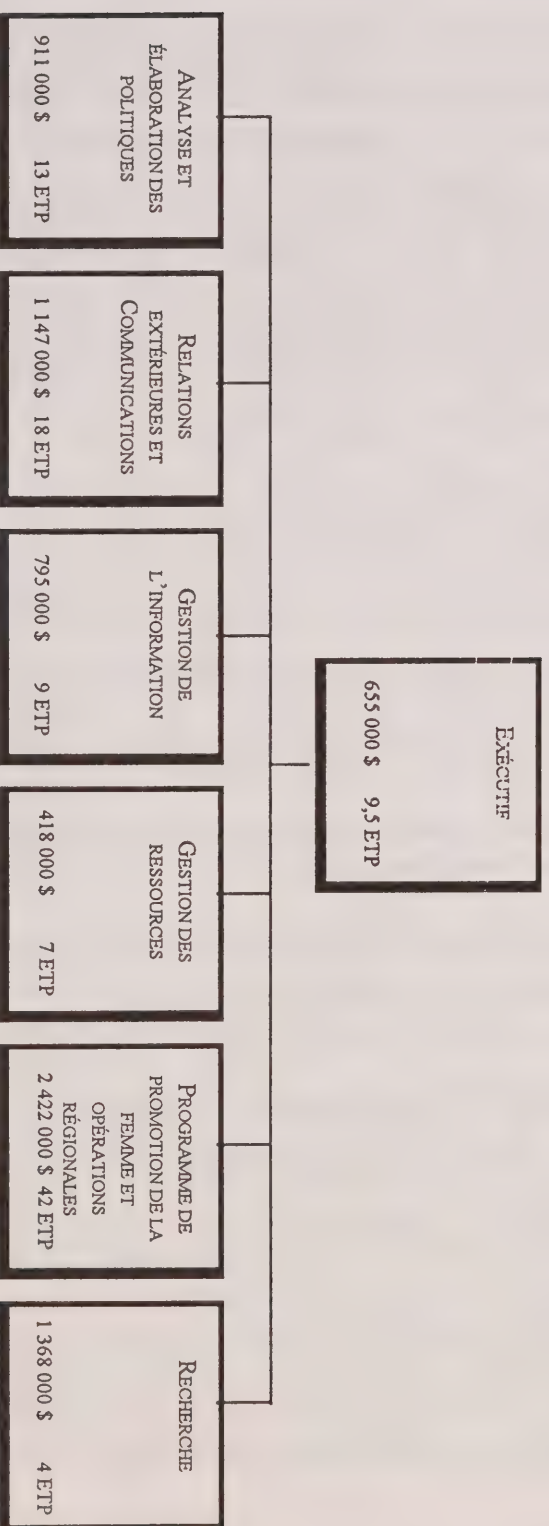 EXÉCUTIF
655 000 $ 9,5 ETP
ANALYSE ET
ÉLABORATION DES
POLITIQUES
911 000 $ 13 ETP
RELATIONS
EXTÉRIEURES ET
COMMUNICATIONS
1 147 000 $ 18 ETP
GESTION DE
L'INFORMATION
795 000 $ 9 ETP
GESTION DES
RESSOURCES
418 000 $ 7 ETP
PROGRAMME DE
PROMOTION DE LA
FEMME ET
OPÉRATIONS
RÉGIONALES
2 422 000 $ 42 ETP
RECHERCHE
1 368 000 $ 4 ETP